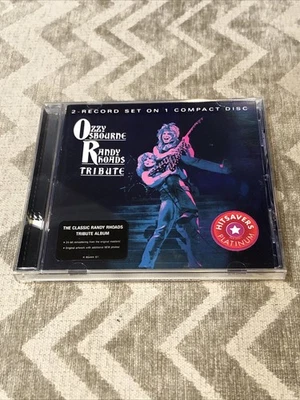 2-RECORD SET ON 1 COMPACT DISC
OZZY
OSBOURNE
RANDY
RHOADS
TRIBUTE
THE CLASSIC RANDY RHOADS
TRIBUTE ALBUM
HITSAVERS
PLATINUM